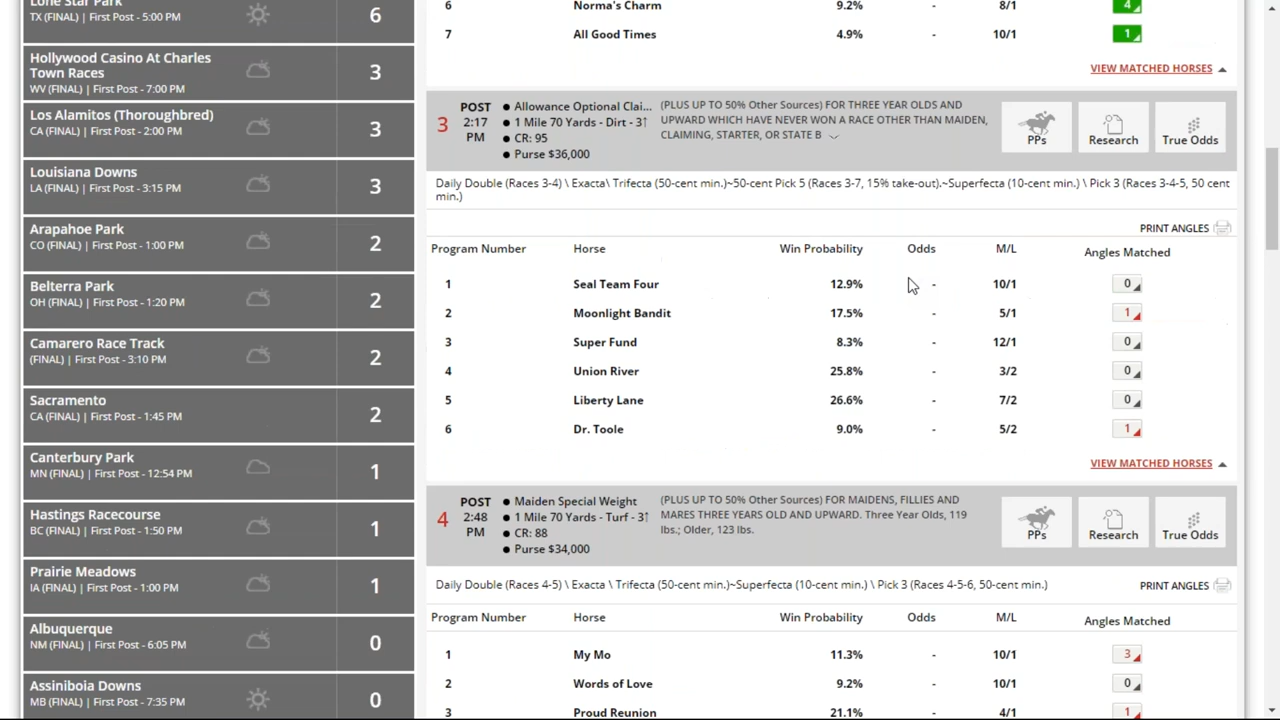 Lone Star Park
TX (FINAL) | First Post - 5:00 PM
6
Hollywood Casino At Charles
Town Races
WV (FINAL) | First Post - 7:00 PM
3
Los Alamitos (Thoroughbred)
CA (FINAL) | First Post - 2:00 PM
3
Louisiana Downs
LA (FINAL) | First Post - 3:15 PM
3
Arapahoe Park
CO (FINAL) | First Post - 1:00 PM
2
Belterra Park
OH (FINAL) | First Post - 1:20 PM
2
Camarero Race Track
(FINAL) | First Post - 3:10 PM
2
Sacramento
CA (FINAL) | First Post - 1:45 PM
2
Canterbury Park
MN (FINAL) | First Post - 12:54 PM
1
Hastings Racecourse
BC (FINAL) | First Post - 1:50 PM
1
Prairie Meadows
IA (FINAL) | First Post - 1:00 PM
1
Albuquerque
NM (FINAL) | First Post - 6:05 PM
0
Assiniboia Downs
MB (FINAL) | First Post - 7:35 PM
0
6 Norma's Charm 9.2% - 8/1 4
7 All Good Times 4.9% - 10/1 1
VIEW MATCHED HORSES
3
POST
2:17
PM
● Allowance Optional Clai...
● 1 Mile 70 Yards - Dirt - 3↑
● CR: 95
● Purse $36,000
(PLUS UP TO 50% Other Sources) FOR THREE YEAR OLDS AND
UPWARD WHICH HAVE NEVER WON A RACE OTHER THAN MAIDEN,
CLAIMING, STARTER, OR STATE B
PPs
Research
True Odds
Daily Double (Races 3-4) \ Exacta\ Trifecta (50-cent min.)~50-cent Pick 5 (Races 3-7, 15% take-out).~Superfecta (10-cent min.) \ Pick 3 (Races 3-4-5, 50 cent
min.)
PRINT ANGLES
Program Number Horse Win Probability Odds M/L Angles Matched
1 Seal Team Four 12.9% - 10/1 0
2 Moonlight Bandit 17.5% - 5/1 1
3 Super Fund 8.3% - 12/1 0
4 Union River 25.8% - 3/2 0
5 Liberty Lane 26.6% - 7/2 0
6 Dr. Toole 9.0% - 5/2 1
VIEW MATCHED HORSES
4
POST
2:48
PM
● Maiden Special Weight
● 1 Mile 70 Yards - Turf - 3↑
● CR: 88
● Purse $34,000
(PLUS UP TO 50% Other Sources) FOR MAIDENS, FILLIES AND
MARES THREE YEARS OLD AND UPWARD. Three Year Olds, 119
lbs.; Older, 123 lbs.
PPs
Research
True Odds
Daily Double (Races 4-5) \ Exacta \ Trifecta (50-cent min.)~Superfecta (10-cent min.) \ Pick 3 (Races 4-5-6, 50-cent min.)
PRINT ANGLES
Program Number Horse Win Probability Odds M/L Angles Matched
1 My Mo 11.3% - 10/1 3
2 Words of Love 9.2% - 10/1 0
3 Proud Reunion 21.1% - 4/1 1